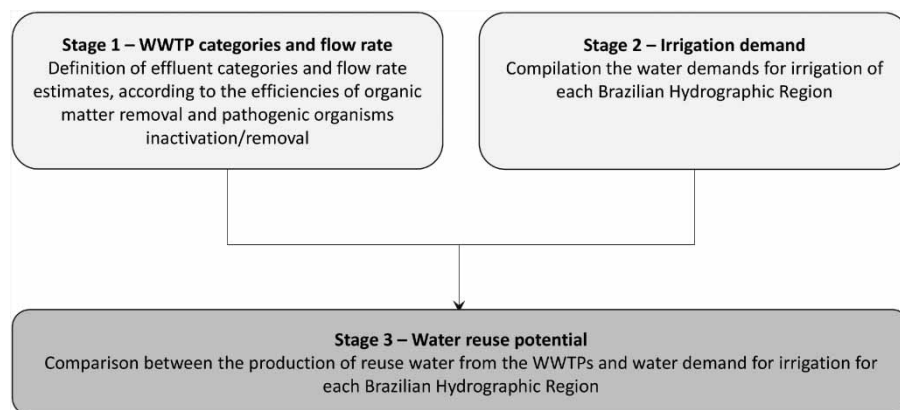 Stage 1 – WWTP categories and flow rate
Definition of effluent categories and flow rate
estimates, according to the efficiencies of organic
matter removal and pathogenic organisms
inactivation/removal
Stage 2 – Irrigation demand
Compilation the water demands for irrigation of
each Brazilian Hydrographic Region
Stage 3 – Water reuse potential
Comparison between the production of reuse water from the WWTPs and water demand for irrigation for
each Brazilian Hydrographic Region